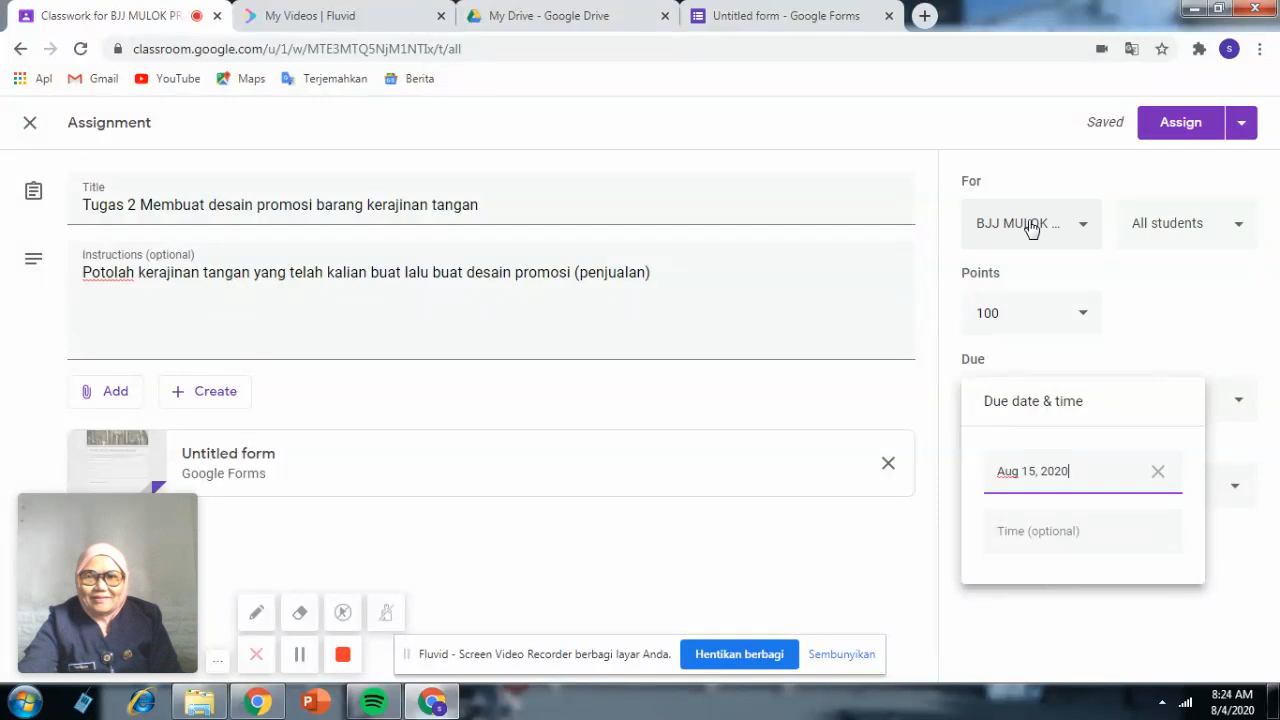 Classwork for BJJ MULOK PR
My Videos | Fluvid
My Drive - Google Drive
Untitled form - Google Forms
classroom.google.com/u/1/w/MTE3MTQ5NjM1NTIx/t/all
S
Apl
Gmail
YouTube
Maps
Terjemahkan
Berita
Assignment
Saved
Assign
Title
Tugas 2 Membuat desain promosi barang kerajinan tangan
Instructions (optional)
Potolah kerajinan tangan yang telah kalian buat lalu buat desain promosi (penjualan)
Add
Create
Untitled form
Google Forms
For
BJJ MULOK ...
All students
Points
100
Due
Due date & time
Aug 15, 2020
Time (optional)
...
Fluvid - Screen Video Recorder berbagi layar Anda.
Hentikan berbagi
Sembunyikan
8:24 AM
8/4/2020